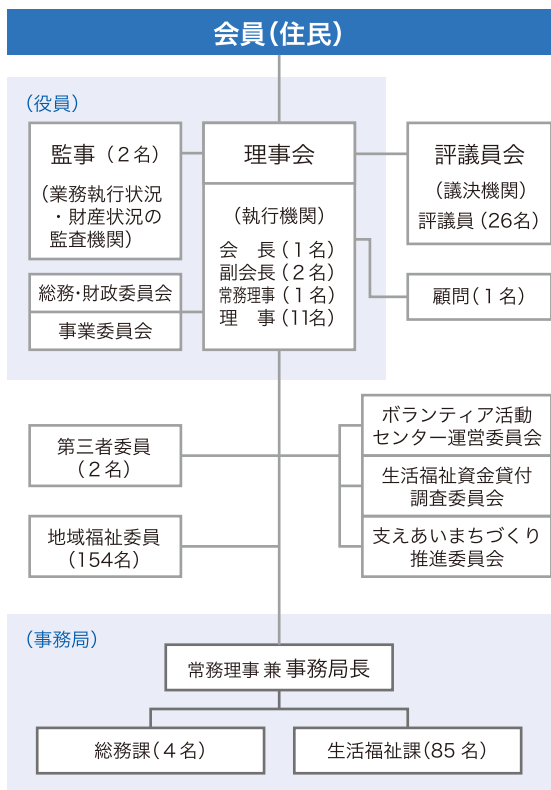 会員（住民）
（役員）
監事（２名）
（業務執行状況
・財産状況の
監査機関）
総務・財政委員会
事業委員会
理事会
（執行機関）
会　長（１名）
副会長（２名）
常務理事（１名）
理　事（11名）
評議員会
（議決機関）
評議員（26名）
顧問（１名）
第三者委員
（２名）
地域福祉委員
（154名）
ボランティア活動
センター運営委員会
生活福祉資金貸付
調査委員会
支えあいまちづくり
推進委員会
（事務局）
常務理事 兼 事務局長
総務課（４名）
生活福祉課（85 名）